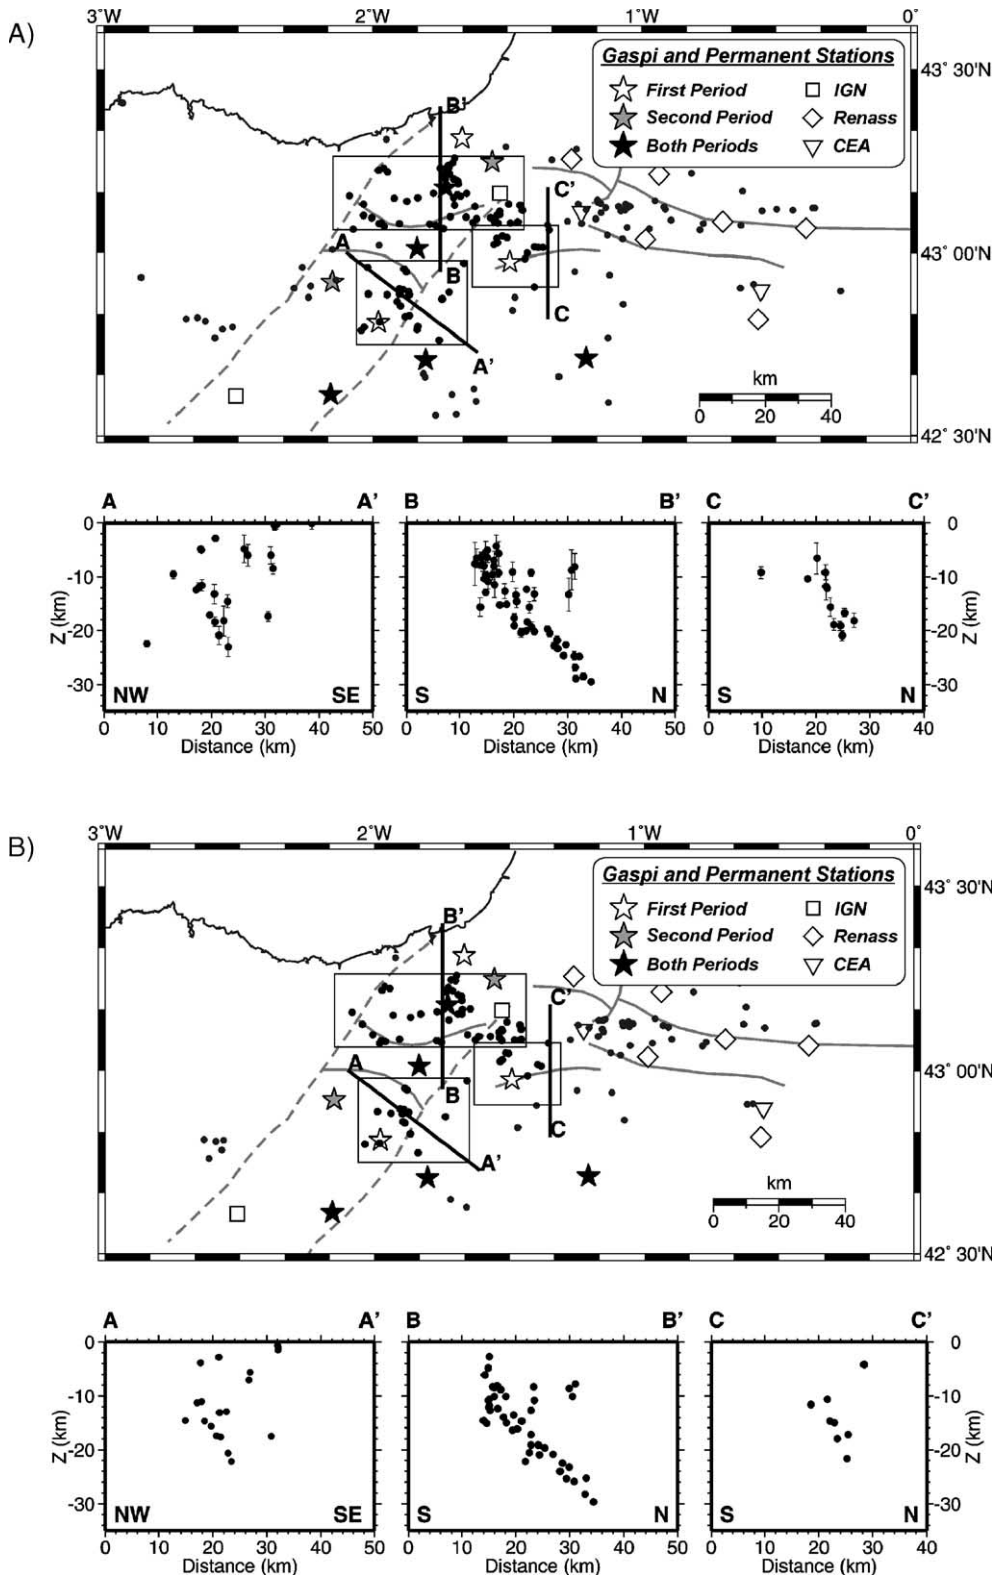 A)
3˚W 2˚W 1˚W 0˚
43˚ 30'N
Gaspi and Permanent Stations
First Period IGN
Second Period Renass
Both Periods CEA
B'
C'
A
43˚ 00'N
B
C
A'
km
0 20 40
42˚ 30'N
A A' B B' C C'
0 0
-10 -10
Z (km) Z (km)
-20 -20
-30 -30
NW SE S N S N
0 10 20 30 40 50 0 10 20 30 40 50 0 10 20 30 40
Distance (km) Distance (km) Distance (km)
B)
3˚W 2˚W 1˚W 0˚
43˚ 30'N
Gaspi and Permanent Stations
First Period IGN
Second Period Renass
Both Periods CEA
B'
C'
A
43˚ 00'N
B
C
A'
km
0 20 40
42˚ 30'N
A A' B B' C C'
0 0
-10 -10
Z (km) Z (km)
-20 -20
-30 -30
NW SE S N S N
0 10 20 30 40 50 0 10 20 30 40 50 0 10 20 30 40
Distance (km) Distance (km) Distance (km)